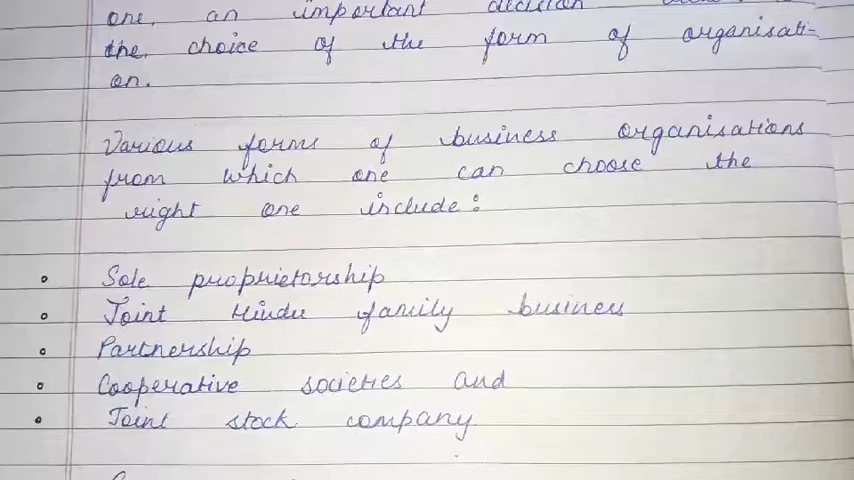 one, an important decision
the, choice of the form of organisati-
on.
Various forms of business organisations
from which one can choose the
right one include:
Sole proprietorship
Joint Hindu family business
Partnership
Cooperative societies and
Joint stock company